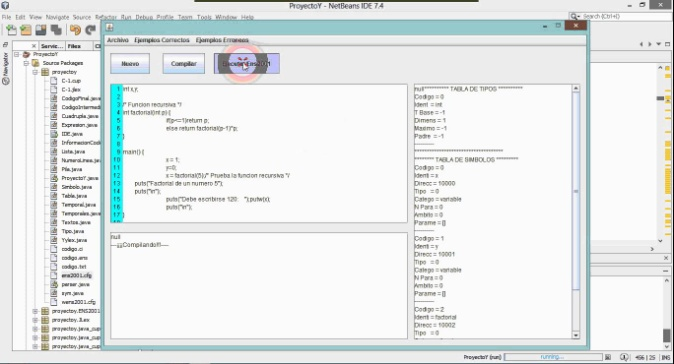 ProyectoY - NetBeans IDE 7.4
File Edit View Navigate Source Refactor Run Debug Profile Team Tools Window Help
Search (Ctrl+I)
Servic... Files
Navigator
ProyectoY
Source Packages
proyectoy
C-1.cup
C-1.jlex
CodigoFinal.java
CodigoIntermed
Cuadrupla.java
Expresion.java
IDE.java
InformacionCodi
Lista.java
NumeroLinea.java
Pila.java
ProyectoY.java
Simbolo.java
Tabla.java
Temporal.java
Temporales.java
Textos.java
Tipo.java
Yylex.java
codigo.ci
codigo.ens
codigo.txt
ens2001.cfg
parser.java
sym.java
wens2001.cfg
proyectoy.ENS2001
proyectoy.JLex
proyectoy.java_cup
proyectoy.java_cup
Archivo Ejemplos Correctos Ejemplos Erroneos
Nuevo Compilar
1 int x,y;
2
3 /* Funcion recursiva */
4 int factorial(int p) {
5 if(p<=1)return p;
6 else return factorial(p-1)*p;
7 }
8
9 main() {
10 x = 1;
11 y=0;
12 x = factorial(5);/* Prueba la funcion recursiva */
13 puts("Factorial de un numero 5");
14 puts("\n");
15 puts("Debe escribirse 120: ");putw(x);
16 puts("\n");
17 }
null
----¡¡¡Compilando!!!----
null********** TABLA DE TIPOS **********
Codigo = 0
Ident = int
T Base = -1
Dimens = 1
Maximo = -1
Padre = -1
----------
********************************
******** TABLA DE SIMBOLOS ********
Codigo = 0
Identi = x
Direcc = 10000
Tipo = 0
Catego = variable
N Para = 0
Ambito = 0
Parame = []
----------
Codigo = 1
Identi = y
Direcc = 10001
Tipo = 0
Catego = variable
N Para = 0
Ambito = 0
Parame = []
----------
Codigo = 2
Identi = factorial
Direcc = 10002
Tipo = 0
ProyectoY (run) running... 456 | 25 INS